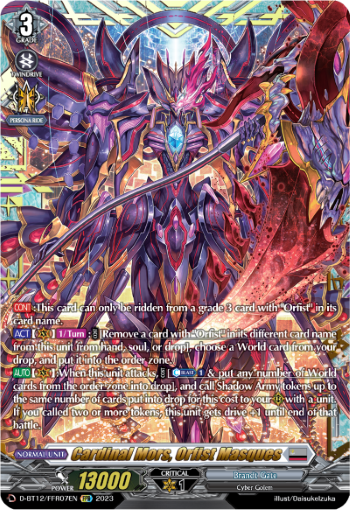 3
GRADE
TWINDRIVE
PERSONA RIDE
CONT :This card can only be ridden from a grade 3 card with "Orfist" in its
card name.
ACT 1/Turn : [Remove a card with "Orfist" in its different card name
from this unit from hand, soul, or drop], choose a World card from your
drop, and put it into the order zone.
AUTO :When this unit attacks, [ BLAST 1 & put any number of World
cards from the order zone into drop], and call Shadow Army tokens up to
the same number of cards put into drop for this cost to your with a unit.
If you called two or more tokens, this unit gets drive +1 until end of that
battle.
NORMAL UNIT Cardinal Mors, Orfist Masques
POWER 13000 CRITICAL 1 Brandt Gate
Cyber Golem
D-BT12/FFR07EN FFR 2023 Illust/DaisukeIzuka